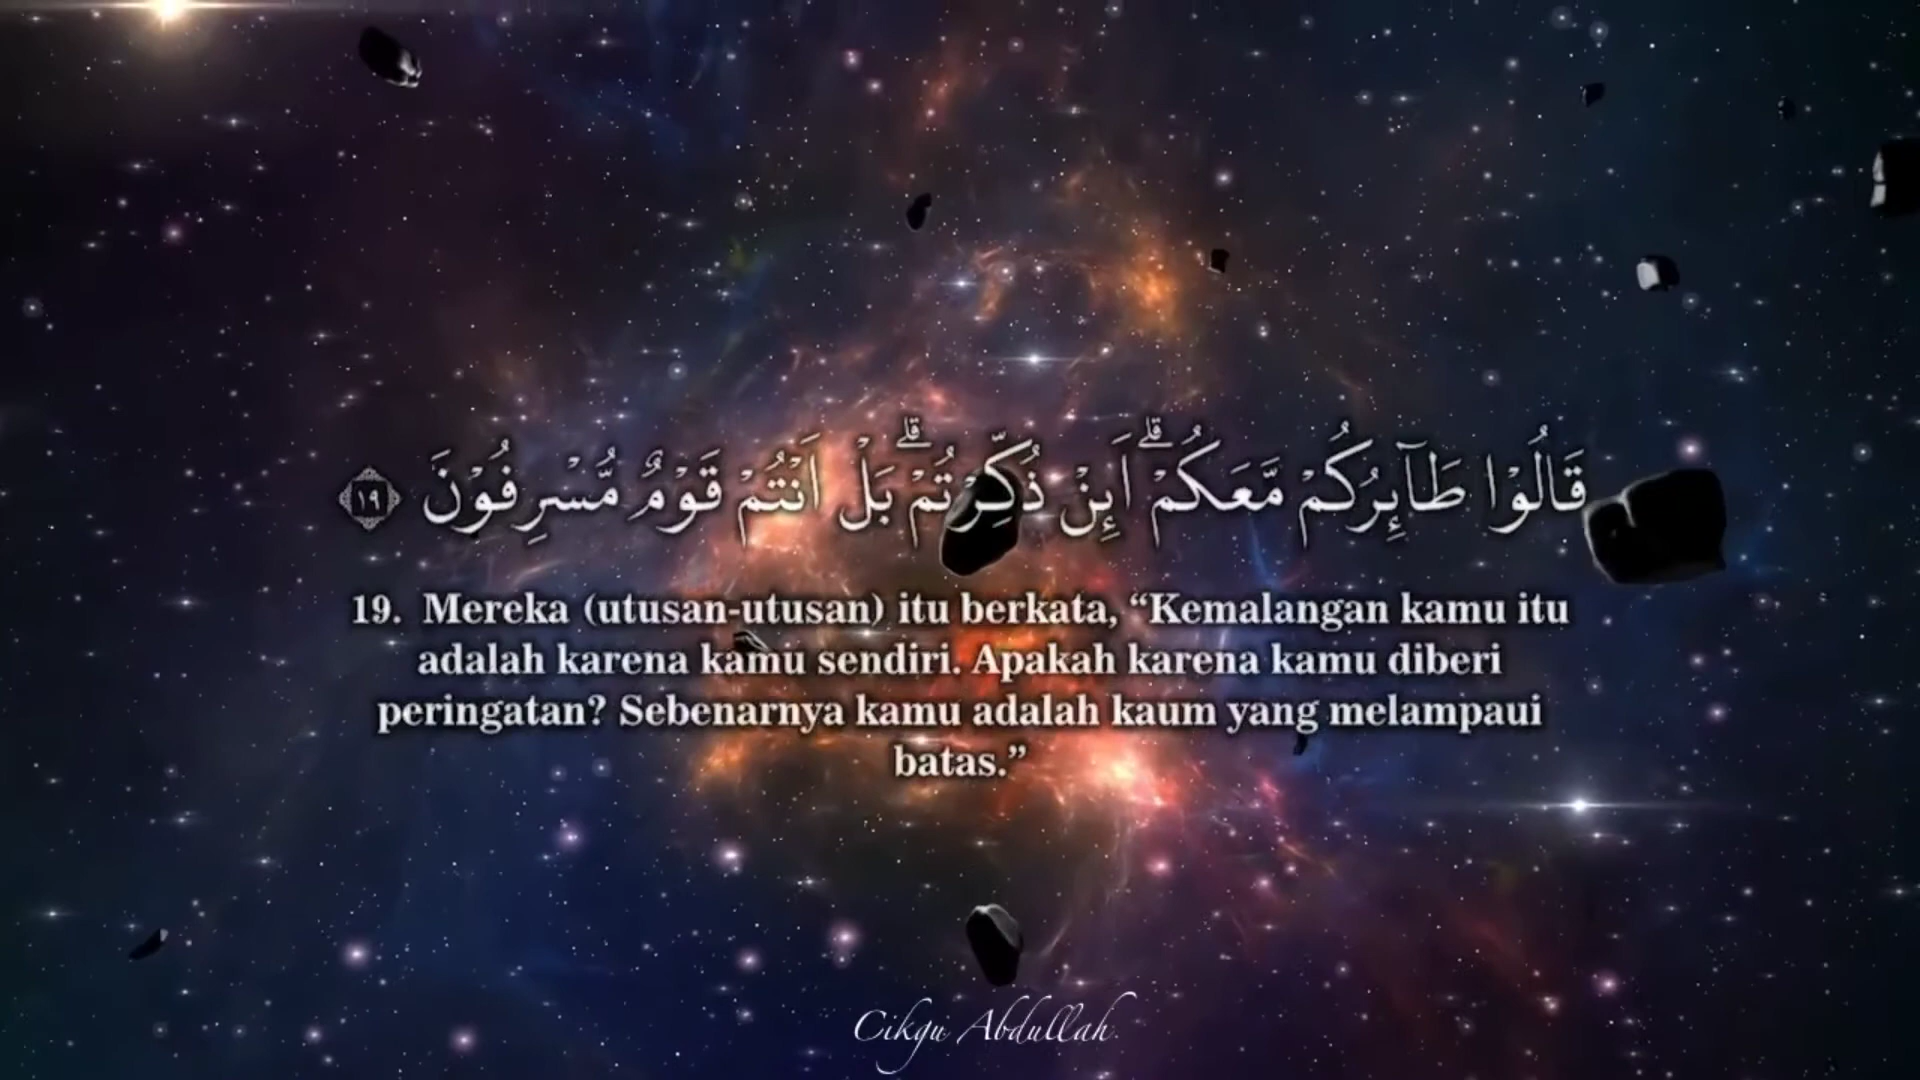 قَالُوْا طَاۤىِٕرُكُمْ مَّعَكُمْۗ اَىِٕنْ ذُكِّرْتُمْۗ بَلْ اَنْتُمْ قَوْمٌ مُّسْرِفُوْنَ ١٩
19. Mereka (utusan-utusan) itu berkata, “Kemalangan kamu itu
adalah karena kamu sendiri. Apakah karena kamu diberi
peringatan? Sebenarnya kamu adalah kaum yang melampaui
batas.”
Cikgu Abdullah